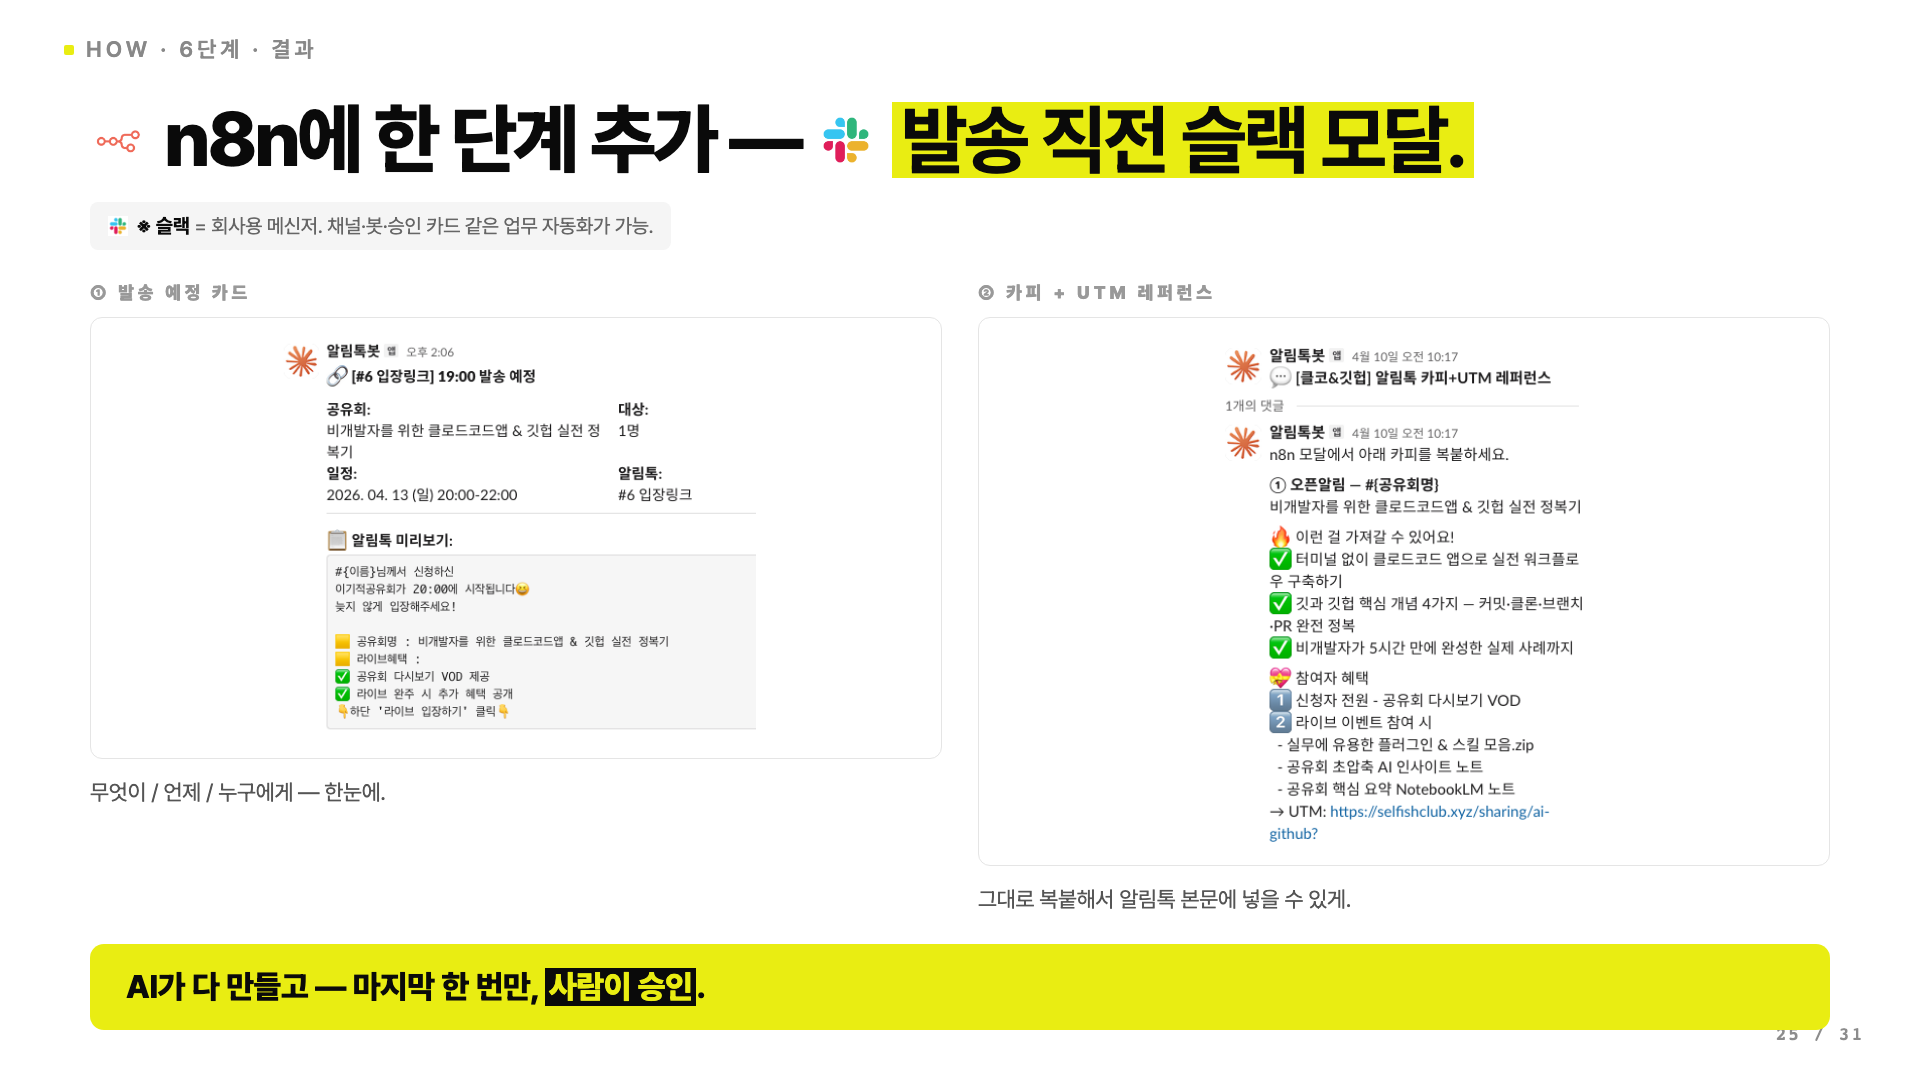 HOW · 6단계 · 결과
n8n에 한 단계 추가 — 발송 직전 슬랙 모달.
※ 슬랙 = 회사용 메신저. 채널·봇·승인 카드 같은 업무 자동화가 가능.
① 발송 예정 카드
알림톡봇 앱 오후 2:06
[#6 입장링크] 19:00 발송 예정
공유회: 대상:
비개발자를 위한 클로드코드앱 & 깃헙 실전 정 1명
복기
일정: 알림톡:
2026. 04. 13 (일) 20:00-22:00 #6 입장링크
📋 알림톡 미리보기:
#{이름}님께서 신청하신
이기적공유회가 20:00에 시작됩니다😀
늦지 않게 입장해주세요!
🟨 공유회명 : 비개발자를 위한 클로드코드앱 & 깃헙 실전 정복기
🟨 라이브혜택 :
✅ 공유회 다시보기 VOD 제공
✅ 라이브 완주 시 추가 혜택 공개
👇하단 '라이브 입장하기' 클릭👇
무엇이 / 언제 / 누구에게 — 한눈에.
② 카피 + UTM 레퍼런스
알림톡봇 앱 4월 10일 오전 10:17
💬 [클코&깃헙] 알림톡 카피+UTM 레퍼런스
1개의 댓글
알림톡봇 앱 4월 10일 오전 10:17
n8n 모달에서 아래 카피를 복붙하세요.
① 오픈알림 — #{공유회명}
비개발자를 위한 클로드코드앱 & 깃헙 실전 정복기
🔥 이런 걸 가져갈 수 있어요!
✅ 터미널 없이 클로드코드 앱으로 실전 워크플로
우 구축하기
✅ 깃과 깃헙 핵심 개념 4가지 — 커밋·클론·브랜치
·PR 완전 정복
✅ 비개발자가 5시간 만에 완성한 실제 사례까지
💝 참여자 혜택
1️⃣ 신청자 전원 - 공유회 다시보기 VOD
2️⃣ 라이브 이벤트 참여 시
- 실무에 유용한 플러그인 & 스킬 모음.zip
- 공유회 초압축 AI 인사이트 노트
- 공유회 핵심 요약 NotebookLM 노트
→ UTM: https://selfishclub.xyz/sharing/ai-
github?
그대로 복붙해서 알림톡 본문에 넣을 수 있게.
AI가 다 만들고 — 마지막 한 번만, 사람이 승인.
25 / 31